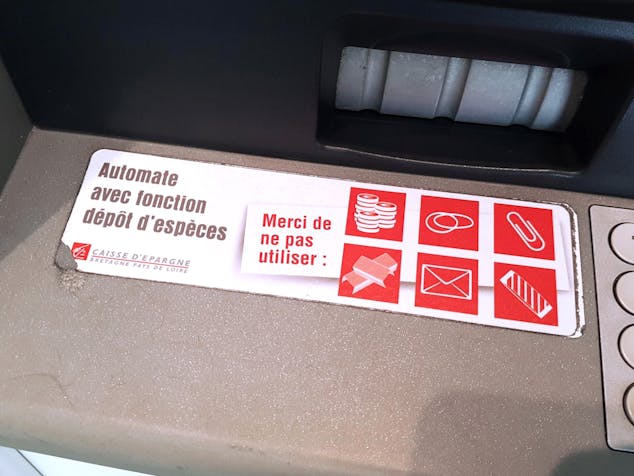 Automate
avec fonction
dépôt d'espèces
CAISSE D'EPARGNE
BRETAGNE PAYS DE LOIRE
Merci de
ne pas
utiliser :